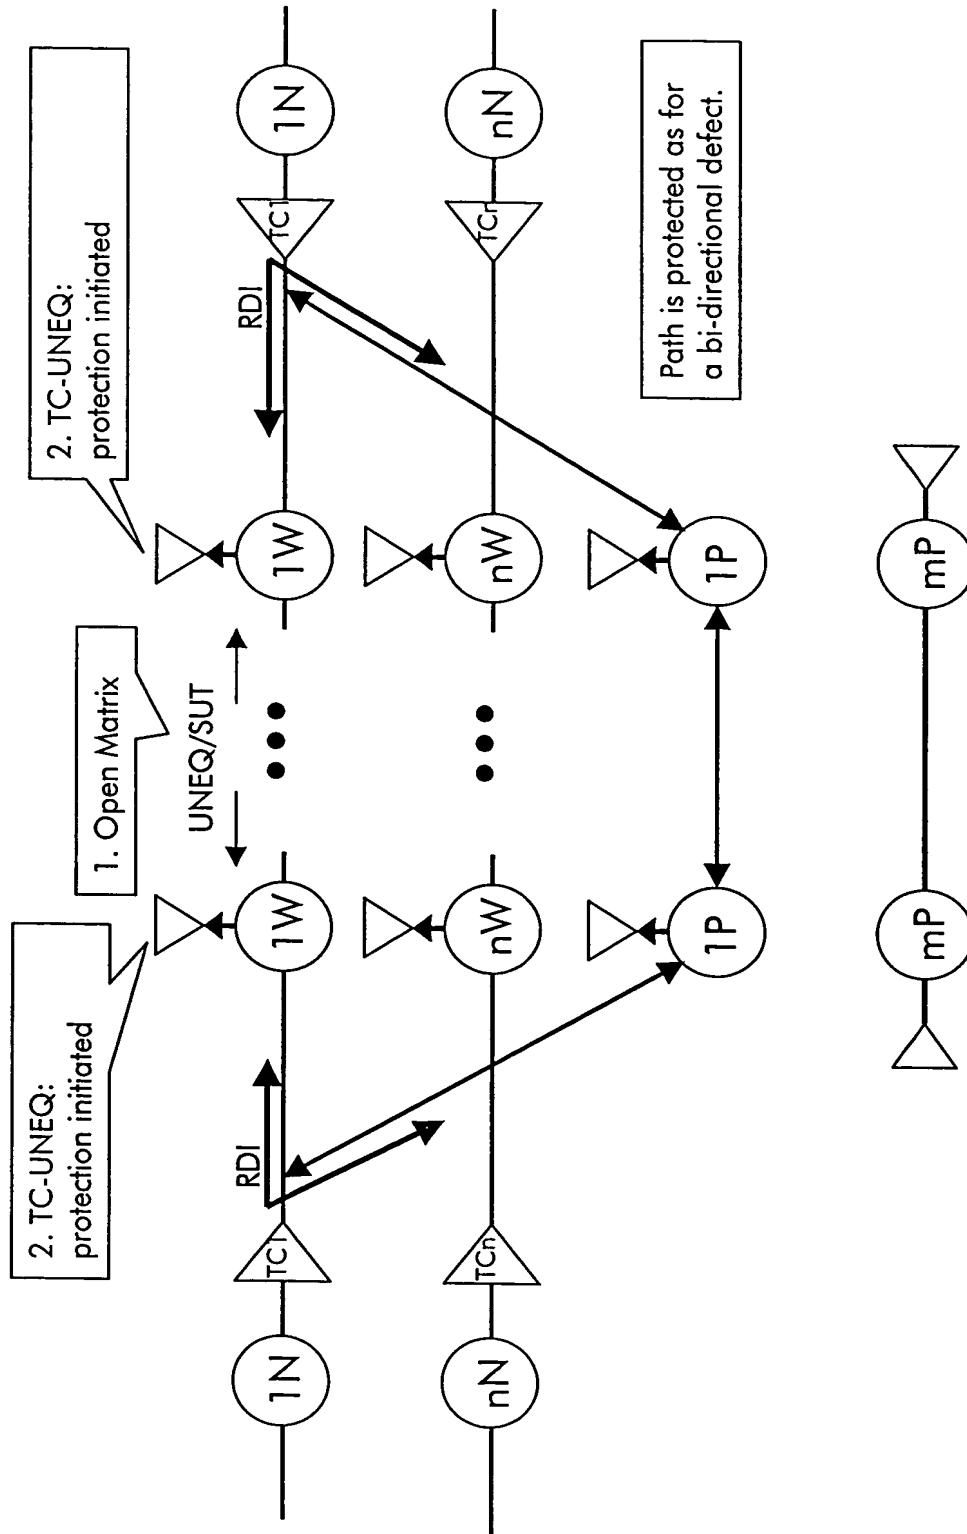 2. TC-UNEQ:
protection initiated
1. Open Matrix
2. TC-UNEQ:
protection initiated
UNEQ/SUT
RDI
RDI
1N
TC1
1W
1W
TC1
1N
nN
TCn
nW
nW
TCn
nN
1P
1P
Path is protected as for
a bi-directional defect.
mP
mP